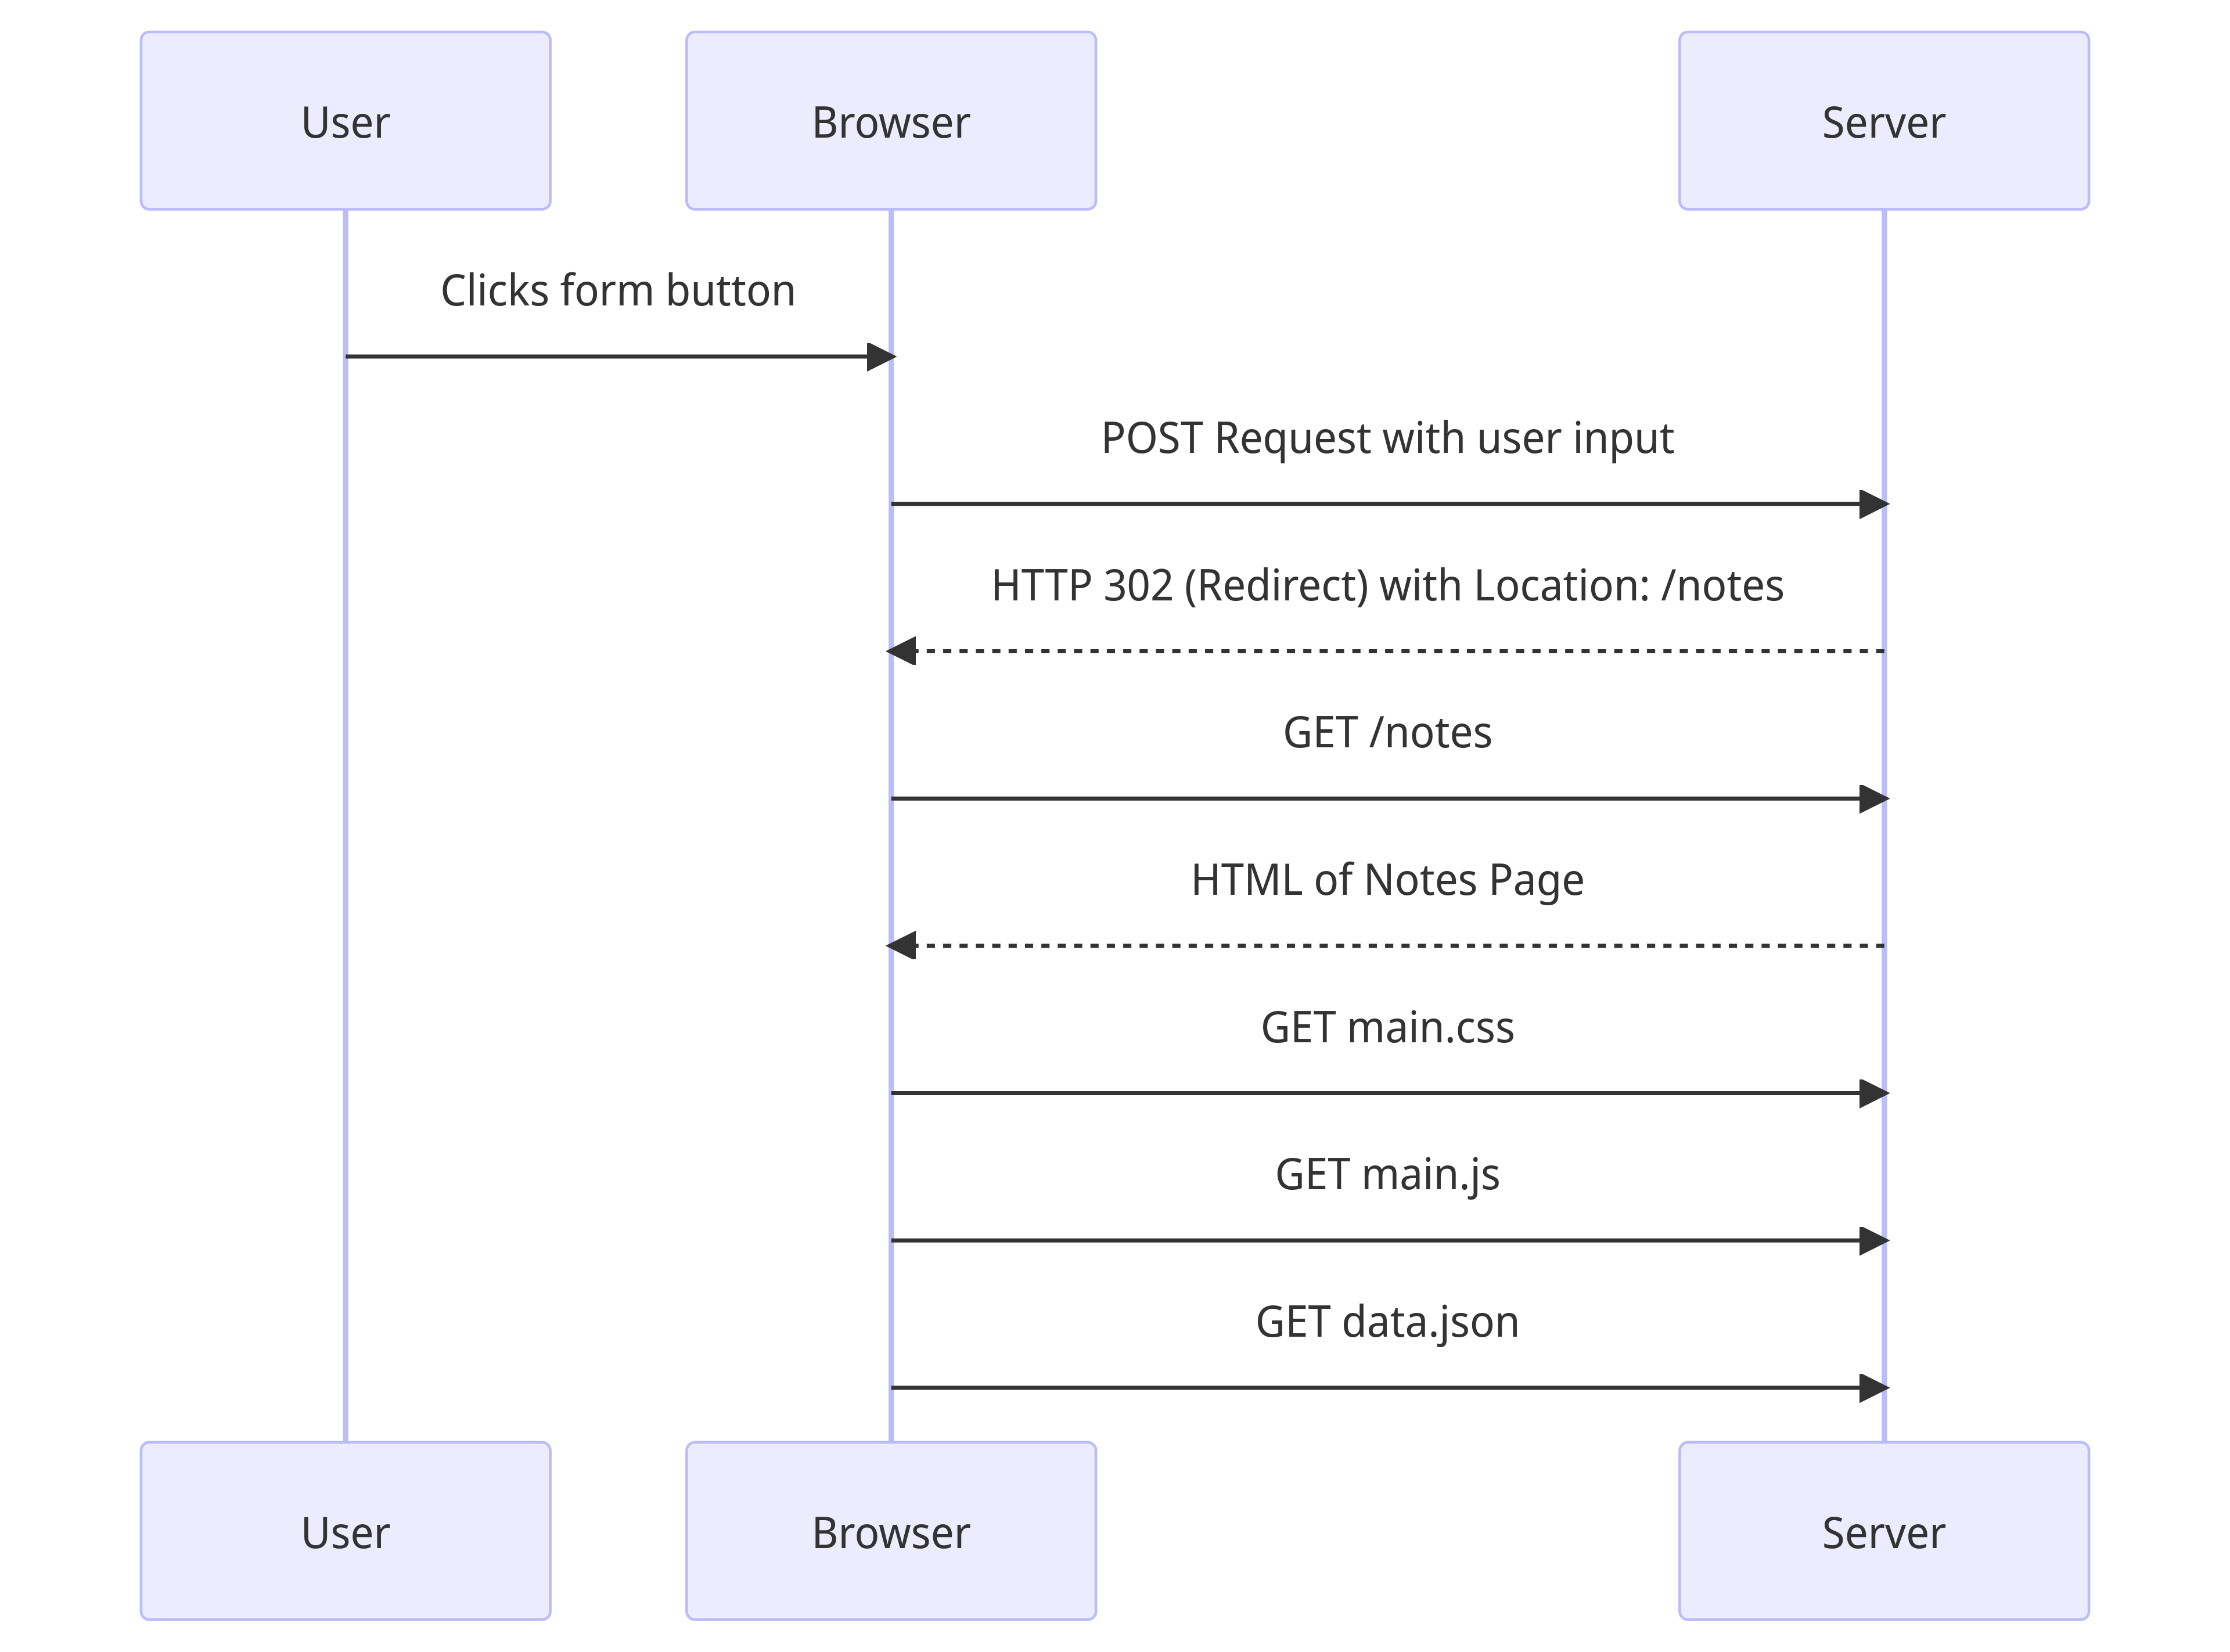 User
Browser
Server
Clicks form button
POST Request with user input
HTTP 302 (Redirect) with Location: /notes
GET /notes
HTML of Notes Page
GET main.css
GET main.js
GET data.json
User
Browser
Server